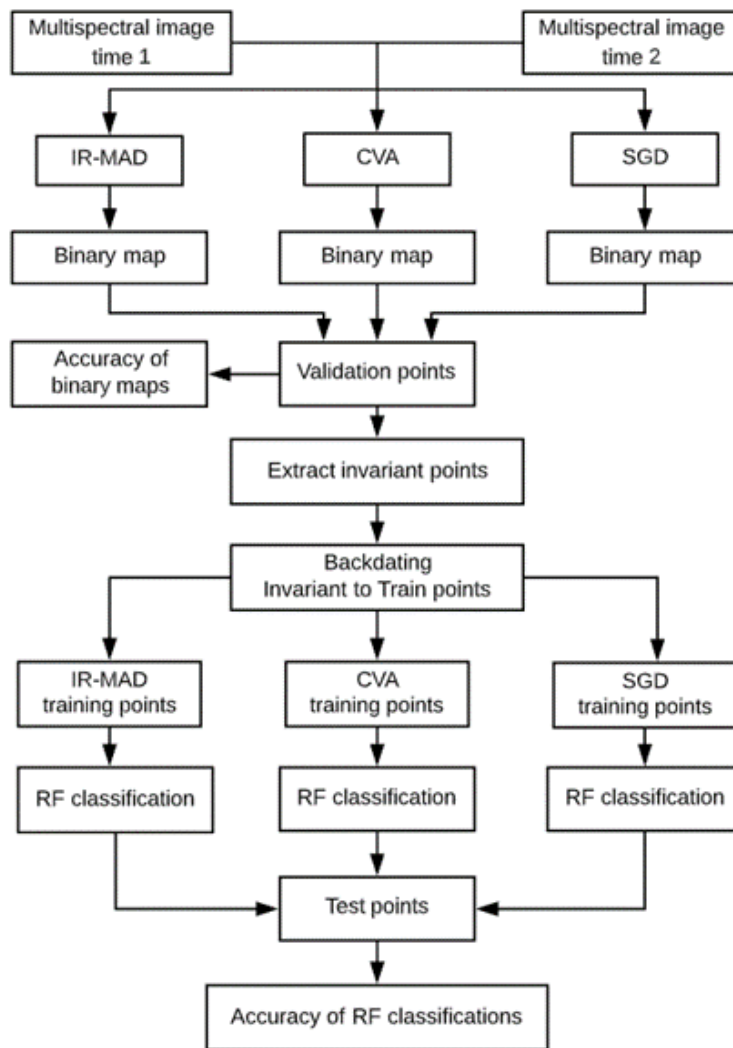 Multispectral image
time 1
Multispectral image
time 2
IR-MAD
CVA
SGD
Binary map
Binary map
Binary map
Accuracy of
binary maps
Validation points
Extract invariant points
Backdating
Invariant to Train points
IR-MAD
training points
CVA
training points
SGD
training points
RF classification
RF classification
RF classification
Test points
Accuracy of RF classifications